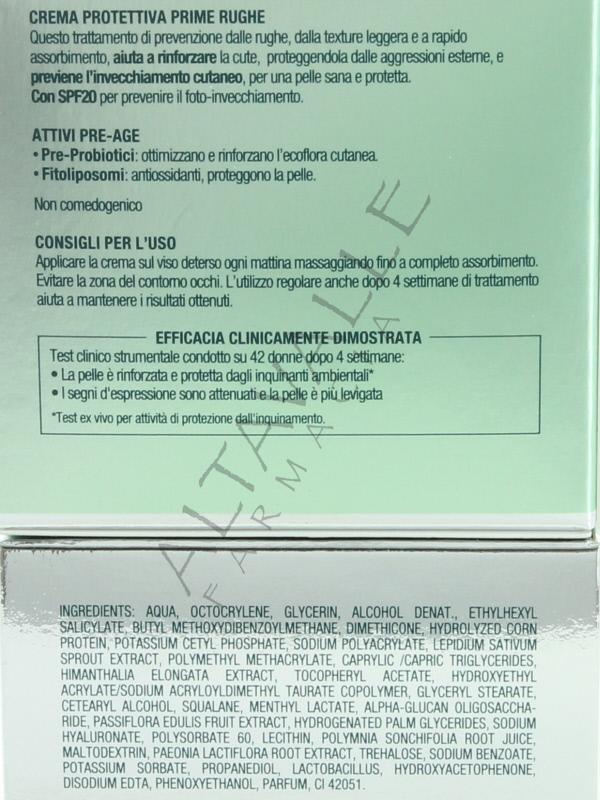 CREMA PROTETTIVA PRIME RUGHE
Questo trattamento di prevenzione dalle rughe, dalla texture leggera e a rapido
assorbimento, aiuta a rinforzare la cute, proteggendola dalle aggressioni esterne, e
previene l'invecchiamento cutaneo, per una pelle sana e protetta.
Con SPF20 per prevenire il foto-invecchiamento.
ATTIVI PRE-AGE
• Pre-Probiotici: ottimizzano e rinforzano l'ecoflora cutanea.
• Fitoliposomi: antiossidanti, proteggono la pelle.
Non comedogenico
CONSIGLI PER L'USO
Applicare la crema sul viso deterso ogni mattina massaggiando fino a completo assorbimento.
Evitare la zona del contorno occhi. L'utilizzo regolare anche dopo 4 settimane di trattamento
aiuta a mantenere i risultati ottenuti.
EFFICACIA CLINICAMENTE DIMOSTRATA
Test clinico strumentale condotto su 42 donne dopo 4 settimane:
• La pelle è rinforzata e protetta dagli inquinanti ambientali*
• I segni d'espressione sono attenuati e la pelle è più levigata
*Test ex vivo per attività di protezione dall'inquinamento.
ALTAVALLE
FARMACIA
INGREDIENTS: AQUA, OCTOCRYLENE, GLYCERIN, ALCOHOL DENAT., ETHYLHEXYL
SALICYLATE, BUTYL METHOXYDIBENZOYLMETHANE, DIMETHICONE, HYDROLYZED CORN
PROTEIN, POTASSIUM CETYL PHOSPHATE, SODIUM POLYACRYLATE, LEPIDIUM SATIVUM
SPROUT EXTRACT, POLYMETHYL METHACRYLATE, CAPRYLIC /CAPRIC TRIGLYCERIDES,
HIMANTHALIA ELONGATA EXTRACT, TOCOPHERYL ACETATE, HYDROXYETHYL
ACRYLATE/SODIUM ACRYLOYLDIMETHYL TAURATE COPOLYMER, GLYCERYL STEARATE,
CETEARYL ALCOHOL, SQUALANE, MENTHYL LACTATE, ALPHA-GLUCAN OLIGOSACCHA-
RIDE, PASSIFLORA EDULIS FRUIT EXTRACT, HYDROGENATED PALM GLYCERIDES, SODIUM
HYALURONATE, POLYSORBATE 60, LECITHIN, POLYMNIA SONCHIFOLIA ROOT JUICE,
MALTODEXTRIN, PAEONIA LACTIFLORA ROOT EXTRACT, TREHALOSE, SODIUM BENZOATE,
POTASSIUM SORBATE, PROPANEDIOL, LACTOBACILLUS, HYDROXYACETOPHENONE,
DISODIUM EDTA, PHENOXYETHANOL, PARFUM, CI 42051.